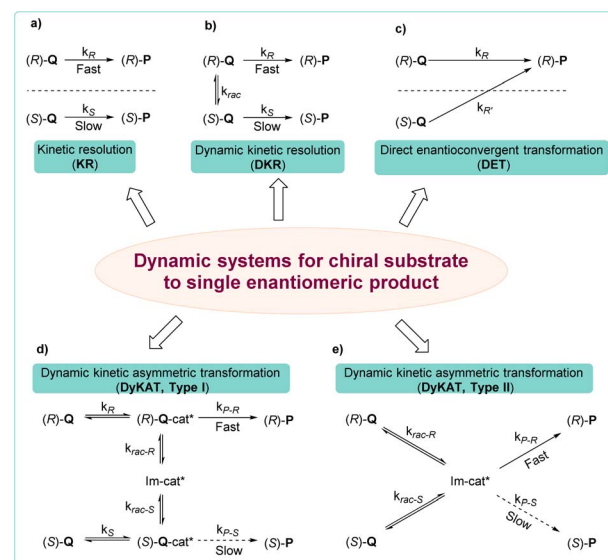 a)
(R)-Q k_R Fast (R)-P
(S)-Q k_S Slow (S)-P
Kinetic resolution
(KR)
b)
(R)-Q k_R Fast (R)-P
k_rac
(S)-Q k_S Slow (S)-P
Dynamic kinetic resolution
(DKR)
c)
(R)-Q k_R (R)-P
k_R'
(S)-Q
Direct enantioconvergent transformation
(DET)
Dynamic systems for chiral substrate
to single enantiomeric product
d)
Dynamic kinetic asymmetric transformation
(DyKAT, Type I)
(R)-Q k_R (R)-Q-cat* k_P-R Fast (R)-P
k_rac-R
Im-cat*
k_rac-S
(S)-Q k_S (S)-Q-cat* k_P-S Slow (S)-P
e)
Dynamic kinetic asymmetric transformation
(DyKAT, Type II)
(R)-Q (R)-P
k_rac-R k_P-R
Fast
Im-cat*
k_rac-S k_P-S
Slow
(S)-Q (S)-P